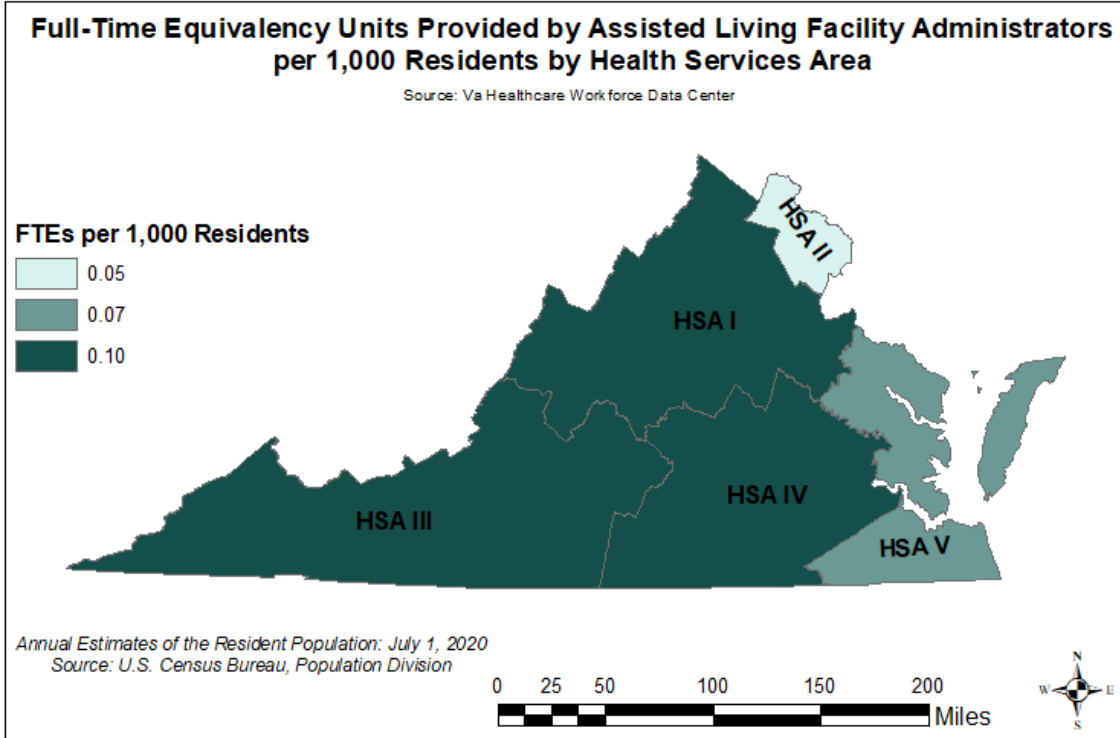 Full-Time Equivalency Units Provided by Assisted Living Facility Administrators
per 1,000 Residents by Health Services Area
Source: Va Healthcare Workforce Data Center
FTEs per 1,000 Residents
0.05
0.07
0.10
HSA II
HSA I
HSA III
HSA IV
HSA V
Annual Estimates of the Resident Population: July 1, 2020
Source: U.S. Census Bureau, Population Division
0 25 50 100 150 200
Miles
N
W E
S